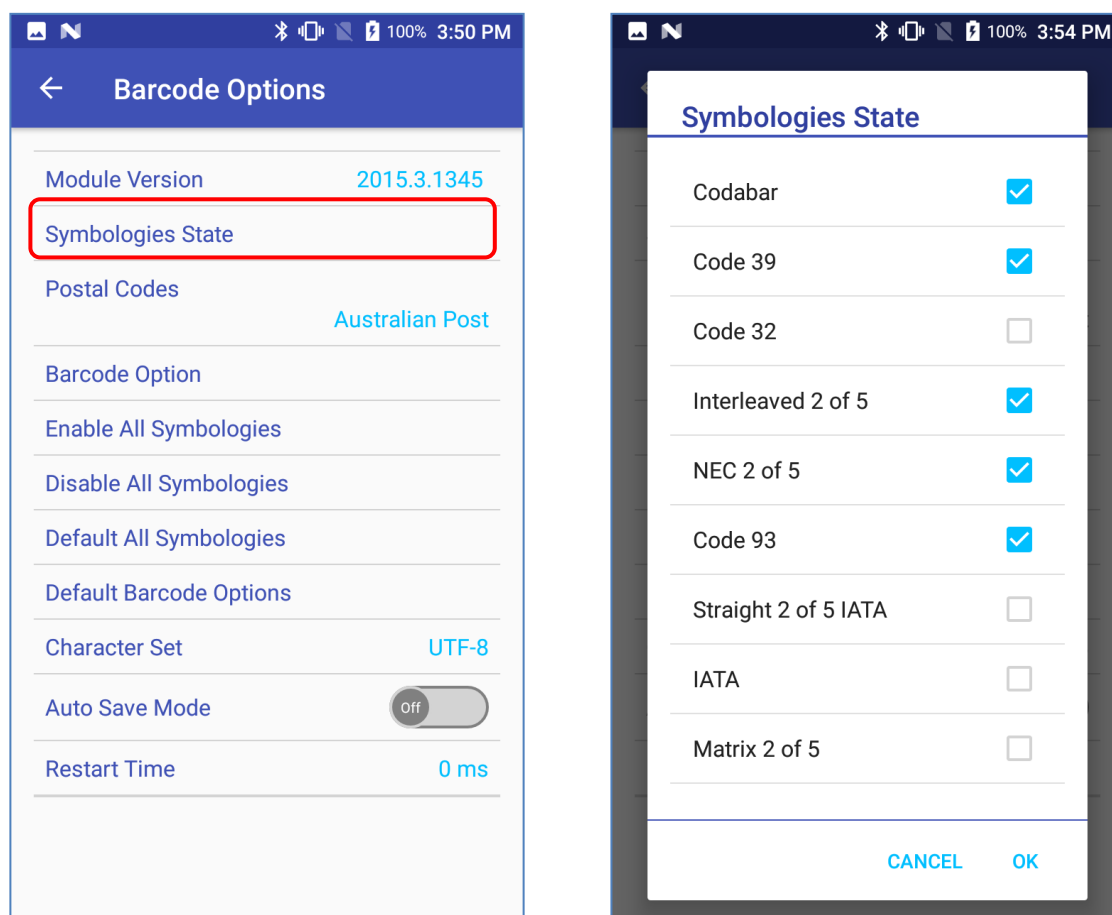 100% 3:50 PM
Barcode Options
Module Version 2015.3.1345
Symbologies State
Postal Codes
Australian Post
Barcode Option
Enable All Symbologies
Disable All Symbologies
Default All Symbologies
Default Barcode Options
Character Set UTF-8
Auto Save Mode Off
Restart Time 0 ms
100% 3:54 PM
Symbologies State
Codabar
Code 39
Code 32
Interleaved 2 of 5
NEC 2 of 5
Code 93
Straight 2 of 5 IATA
IATA
Matrix 2 of 5
CANCEL OK